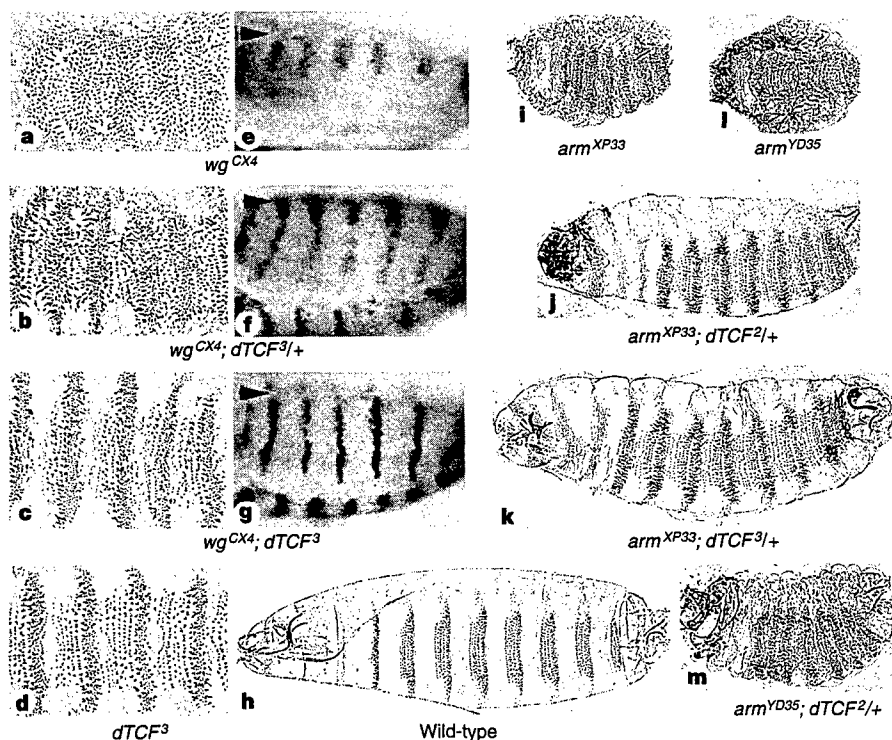 a
e
wg^CX4
i
arm^XP33
l
arm^YD35
b
f
wg^CX4; dTCF^3/+
j
arm^XP33; dTCF^2/+
c
g
wg^CX4; dTCF^3
k
arm^XP33; dTCF^3/+
d
dTCF^3
h
Wild-type
m
arm^YD35; dTCF^2/+